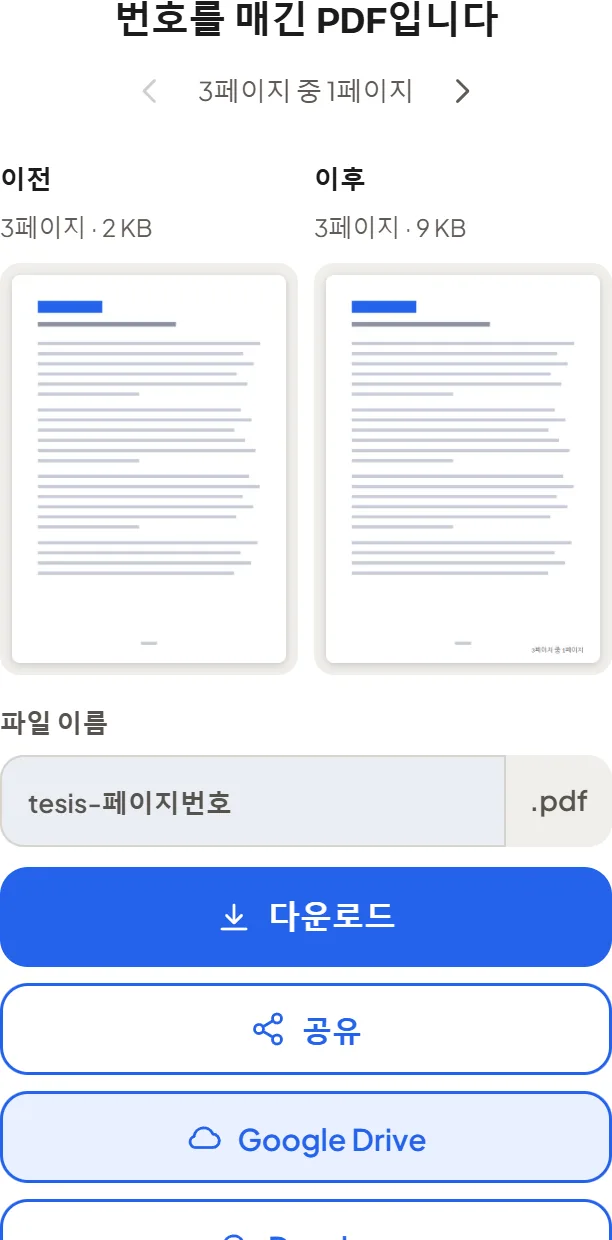 번호를 매긴 PDF입니다
3페이지 중 1페이지
이전
3페이지 · 2 KB
이후
3페이지 · 9 KB
3페이지 중 1페이지
파일 이름
tesis-페이지번호
.pdf
다운로드
공유
Google Drive